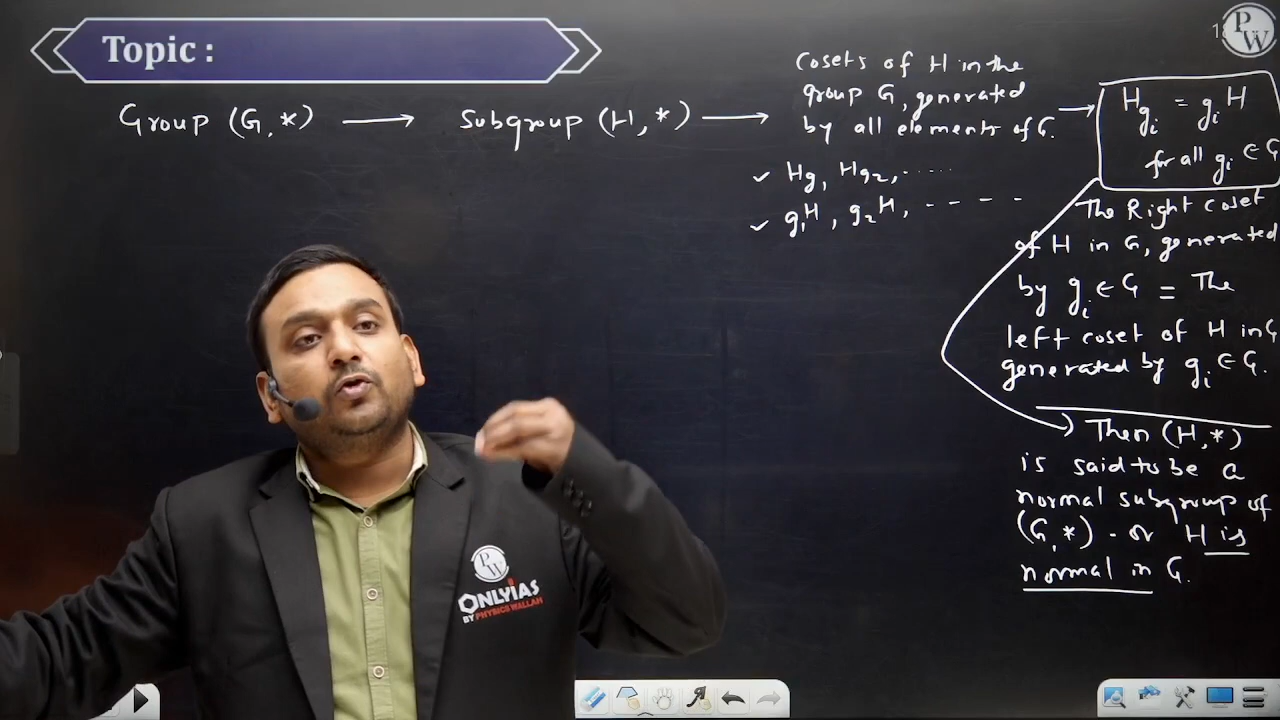 Topic :
Group (G, *) → Subgroup (H, *) →
Cosets of H in the
group G, generated
by all elements of G.
✓ Hg, Hg₂, ·····
✓ g₁H, g₂H, - - - -
→ Hgᵢ = gᵢH
for all gᵢ ∈ G
The Right coset
of H in G, generated
by gᵢ ∈ G = The
left coset of H in G
generated by gᵢ ∈ G.
→ Then (H, *)
is said to be a
normal subgroup of
(G, *) - or H is
normal in G.
PW
PW
ONLYIAS
BY PHYSICS WALLAH